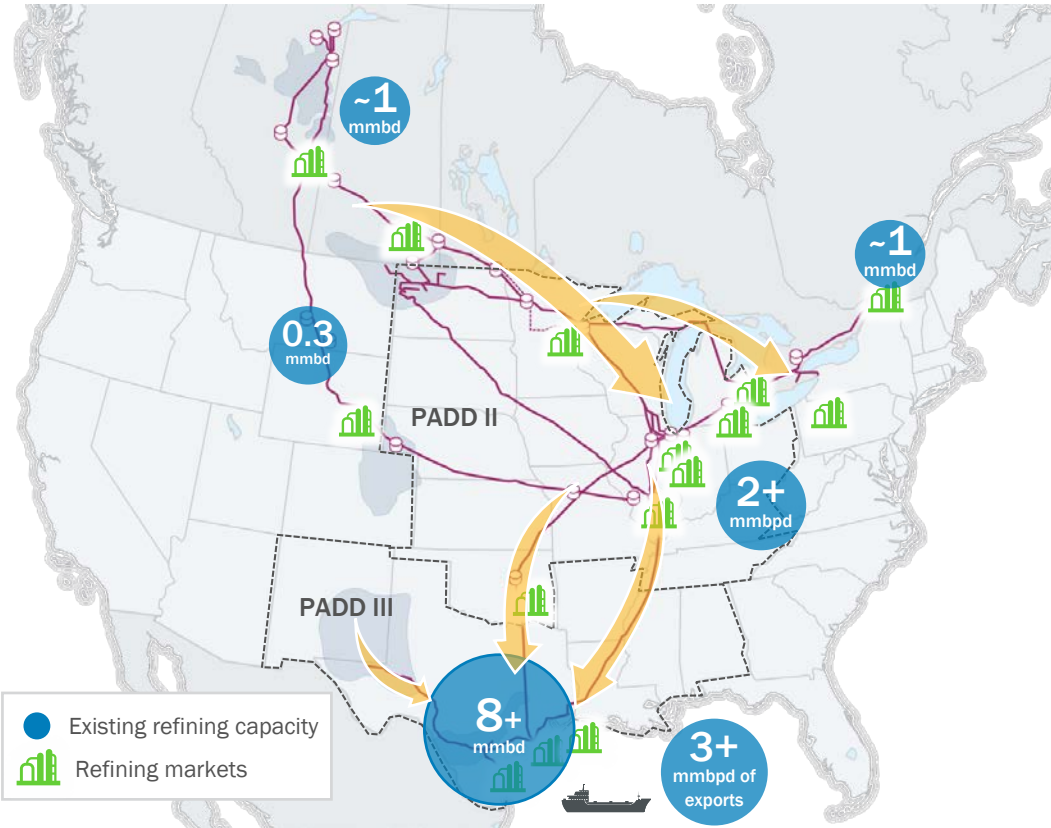 ~1
mmbd
~1
mmbd
0.3
mmbd
PADD II
2+
mmbpd
PADD III
8+
mmbd
3+
mmbpd of
exports
Existing refining capacity
Refining markets